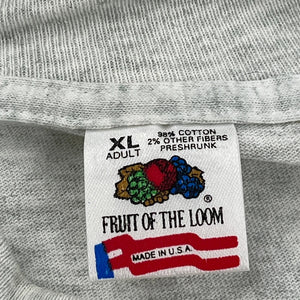 XL
ADULT
98% COTTON
2% OTHER FIBERS
PRESHRUNK
®
FRUIT OF THE LOOM
MADE IN U.S.A.